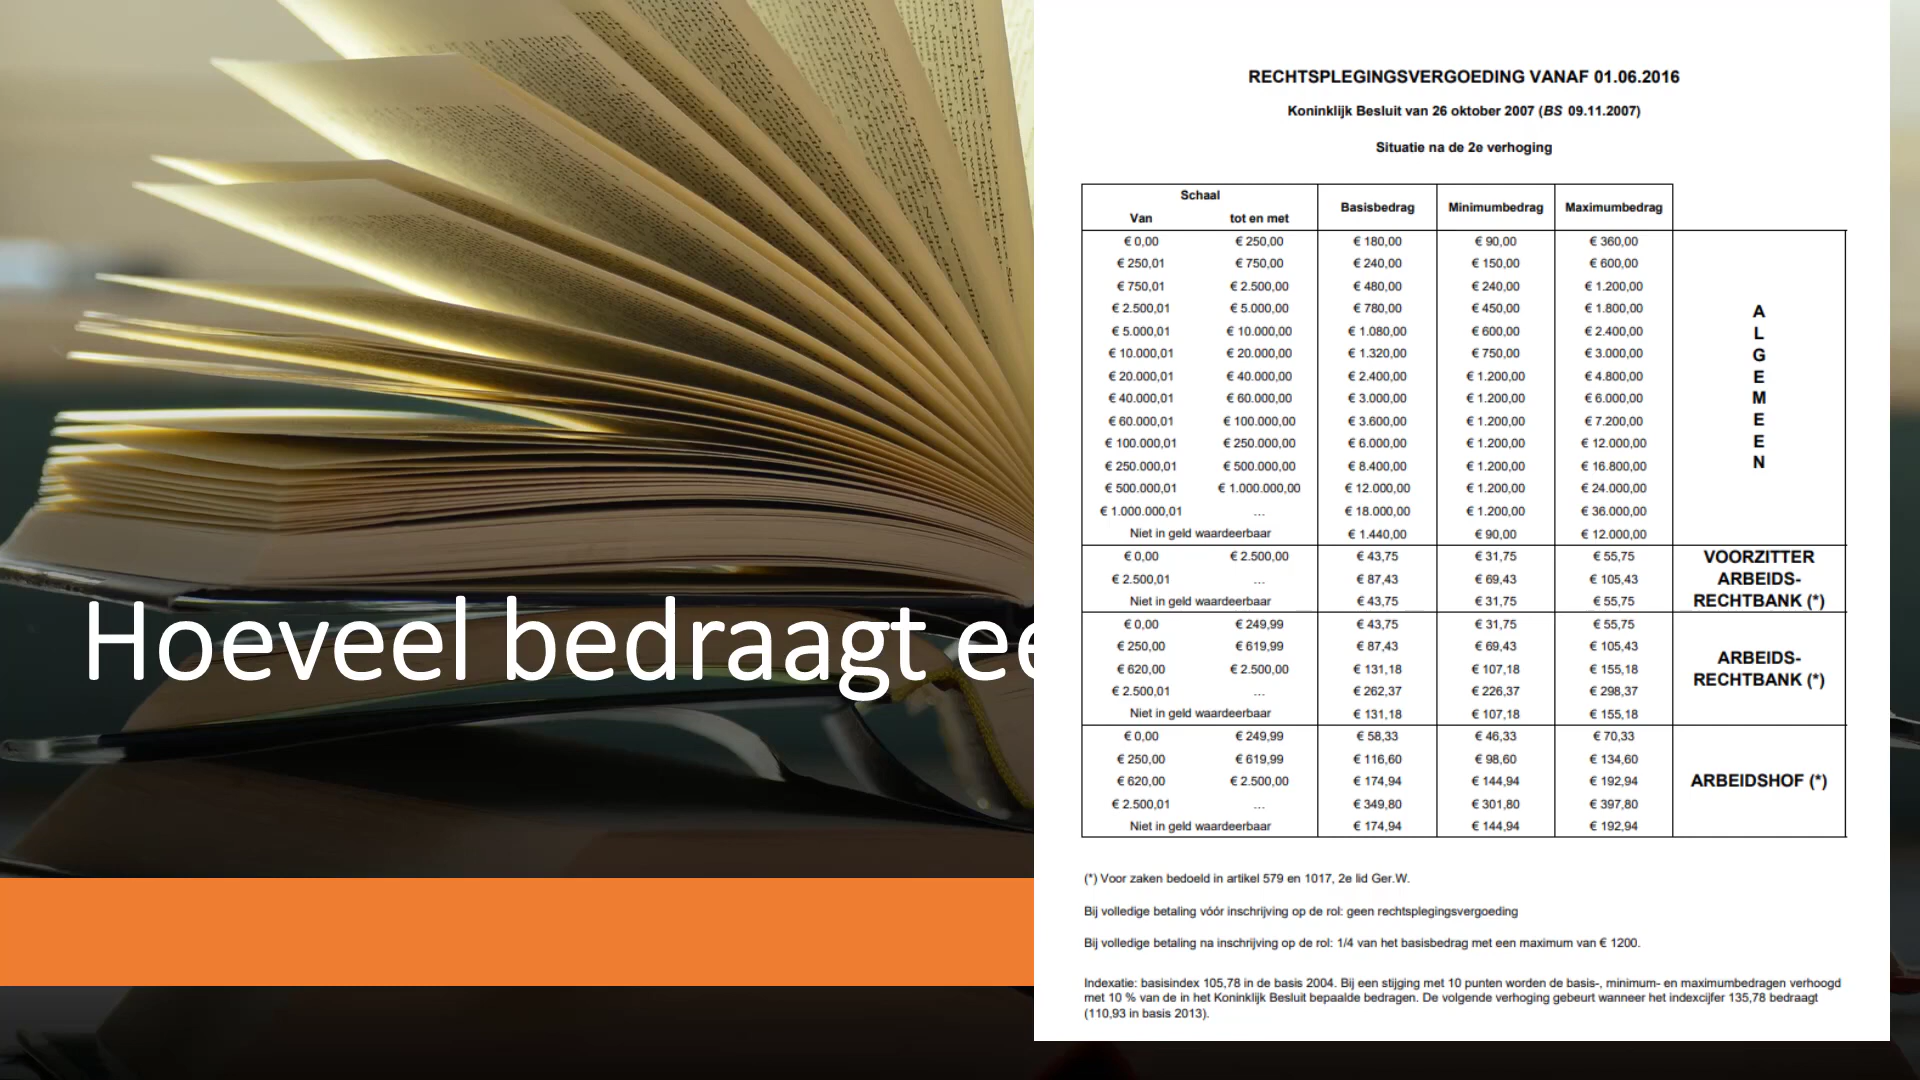 Hoeveel bedraagt
RECHTSPLEGINGSVERGOEDING VANAF 01.06.2016
Koninklijk Besluit van 26 oktober 2007 (BS 09.11.2007)
Situatie na de 2e verhoging
Schaal
Van tot en met Basisbedrag Minimumbedrag Maximumbedrag
€ 0,00 € 250,00 € 180,00 € 90,00 € 360,00
€ 250,01 € 750,00 € 240,00 € 150,00 € 600,00
€ 750,01 € 2.500,00 € 480,00 € 240,00 € 1.200,00
€ 2.500,01 € 5.000,00 € 780,00 € 450,00 € 1.800,00
€ 5.000,01 € 10.000,00 € 1.080,00 € 600,00 € 2.400,00
€ 10.000,01 € 20.000,00 € 1.320,00 € 750,00 € 3.000,00
€ 20.000,01 € 40.000,00 € 2.400,00 € 1.200,00 € 4.800,00
€ 40.000,01 € 60.000,00 € 3.000,00 € 1.200,00 € 6.000,00
€ 60.000,01 € 100.000,00 € 3.600,00 € 1.200,00 € 7.200,00
€ 100.000,01 € 250.000,00 € 6.000,00 € 1.200,00 € 12.000,00
€ 250.000,01 € 500.000,00 € 8.400,00 € 1.200,00 € 16.800,00
€ 500.000,01 € 1.000.000,00 € 12.000,00 € 1.200,00 € 24.000,00
€ 1.000.000,01 … € 18.000,00 € 1.200,00 € 36.000,00
Niet in geld waardeerbaar € 1.440,00 € 90,00 € 12.000,00
ALGEMEEN
€ 0,00 € 2.500,00 € 43,75 € 31,75 € 55,75 VOORZITTER
€ 2.500,01 … € 87,43 € 69,43 € 105,43 ARBEIDS-
Niet in geld waardeerbaar € 43,75 € 31,75 € 55,75 RECHTBANK (*)
€ 0,00 € 249,99 € 43,75 € 31,75 € 55,75
€ 250,00 € 619,99 € 87,43 € 69,43 € 105,43
€ 620,00 € 2.500,00 € 131,18 € 107,18 € 155,18
€ 2.500,01 … € 262,37 € 226,37 € 298,37
Niet in geld waardeerbaar € 131,18 € 107,18 € 155,18
ARBEIDS-
RECHTBANK (*)
€ 0,00 € 249,99 € 58,33 € 46,33 € 70,33
€ 250,00 € 619,99 € 116,60 € 98,60 € 134,60
€ 620,00 € 2.500,00 € 174,94 € 144,94 € 192,94 ARBEIDSHOF (*)
€ 2.500,01 … € 349,80 € 301,80 € 397,80
Niet in geld waardeerbaar € 174,94 € 144,94 € 192,94
(*) Voor zaken bedoeld in artikel 579 en 1017, 2e lid Ger.W.
Bij volledige betaling vóór inschrijving op de rol: geen rechtsplegingsvergoeding
Bij volledige betaling na inschrijving op de rol: 1/4 van het basisbedrag met een maximum van € 1200.
Indexatie: basisindex 105,78 in de basis 2004. Bij een stijging met 10 punten worden de basis-, minimum- en maximumbedragen verhoogd
met 10 % van de in het Koninklijk Besluit bepaalde bedragen. De volgende verhoging gebeurt wanneer het indexcijfer 135,78 bedraagt
(110,93 in basis 2013).